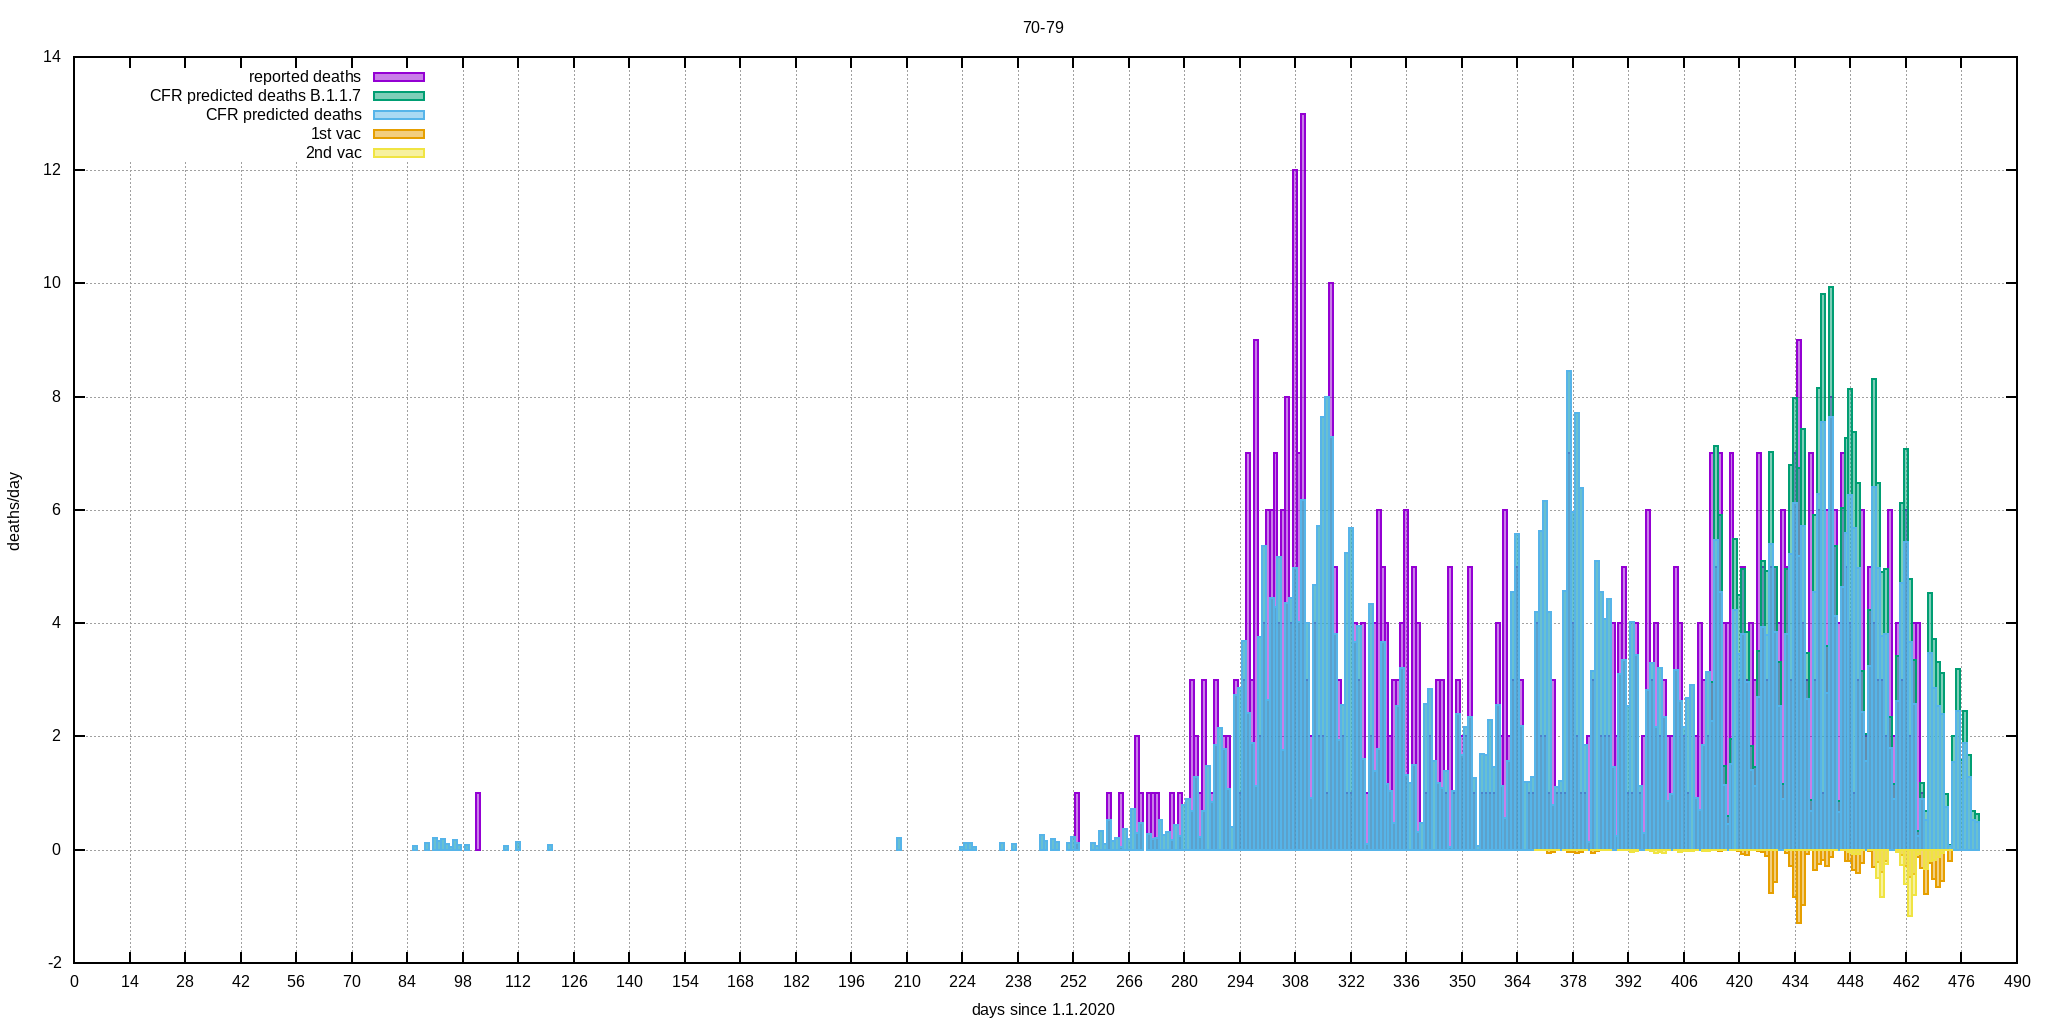 70-79
reported deaths
CFR predicted deaths B.1.1.7
CFR predicted deaths
1st vac
2nd vac
14
12
10
8
6
4
2
0
-2
deaths/day
0 14 28 42 56 70 84 98 112 126 140 154 168 182 196 210 224 238 252 266 280 294 308 322 336 350 364 378 392 406 420 434 448 462 476 490
days since 1.1.2020